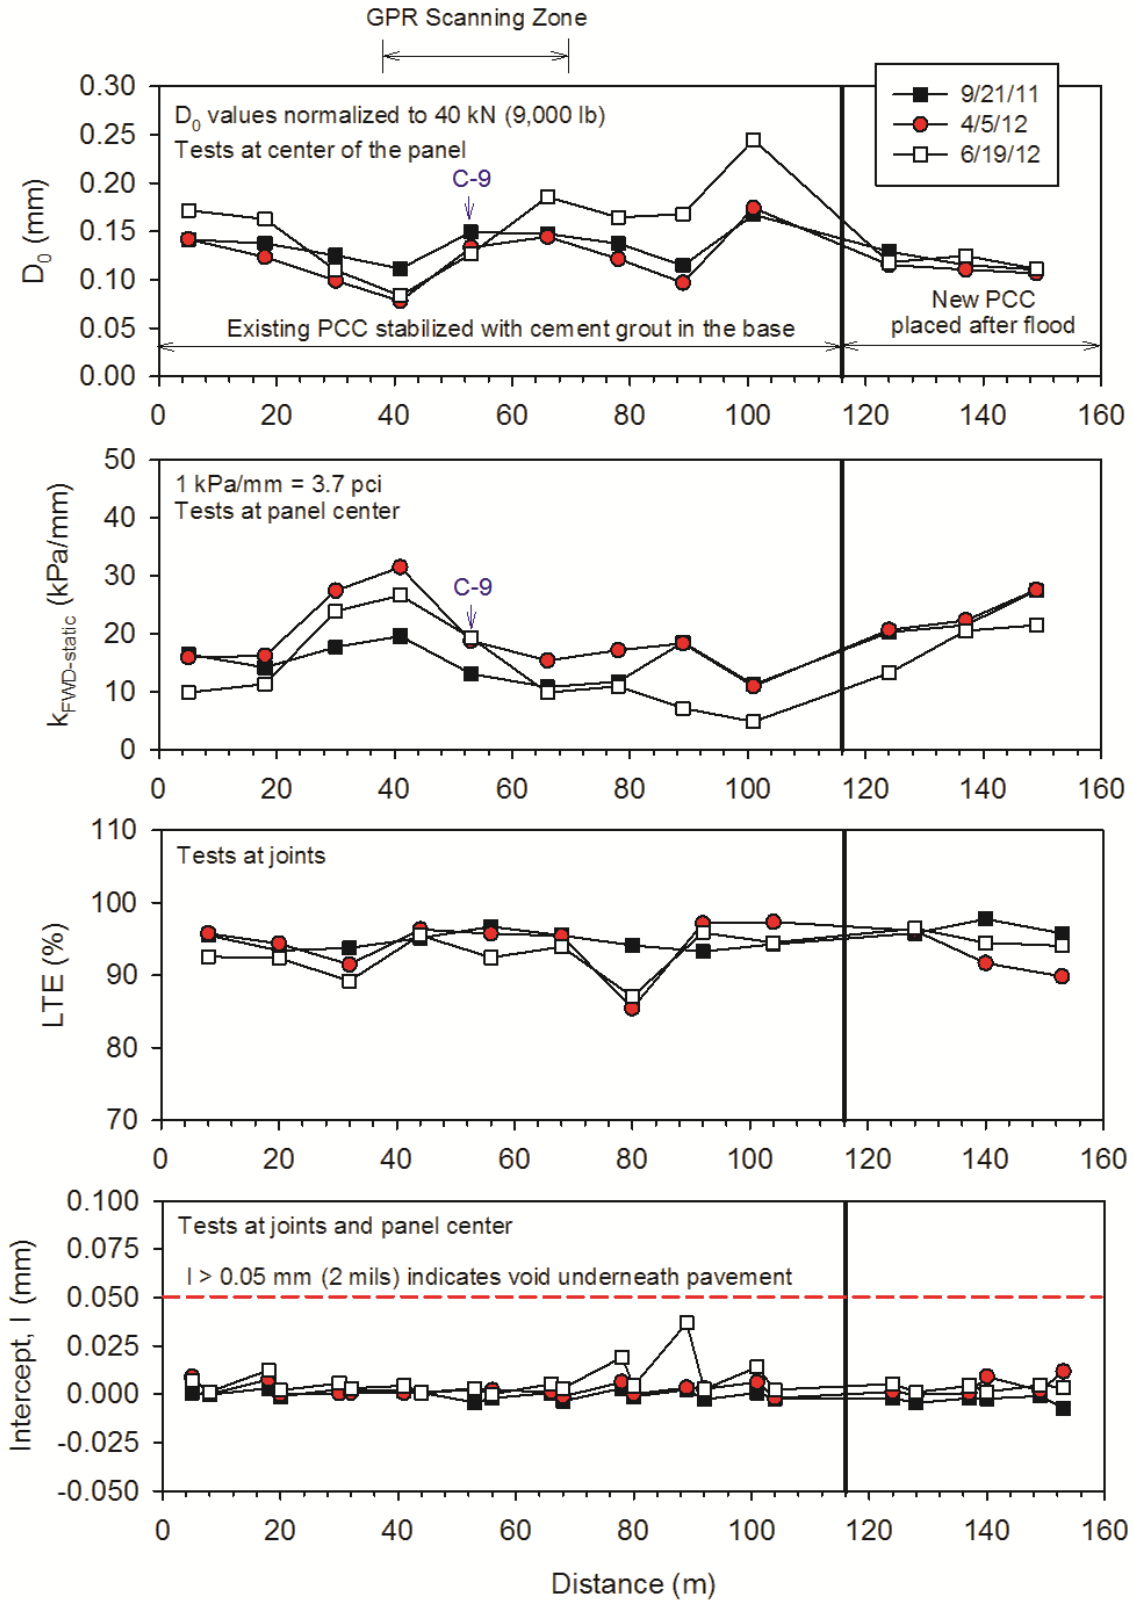 GPR Scanning Zone
0.30
0.25
0.20
0.15
0.10
0.05
0.00
D0 (mm)
D0 values normalized to 40 kN (9,000 lb)
Tests at center of the panel
C-9
9/21/11
4/5/12
6/19/12
Existing PCC stabilized with cement grout in the base
New PCC
placed after flood
0 20 40 60 80 100 120 140 160
50
40
30
20
10
0
kFWD-static (kPa/mm)
1 kPa/mm = 3.7 pci
Tests at panel center
C-9
0 20 40 60 80 100 120 140 160
110
100
90
80
70
LTE (%)
Tests at joints
0 20 40 60 80 100 120 140 160
0.100
0.075
0.050
0.025
0.000
-0.025
-0.050
Intercept, I (mm)
Tests at joints and panel center
I > 0.05 mm (2 mils) indicates void underneath pavement
0 20 40 60 80 100 120 140 160
Distance (m)